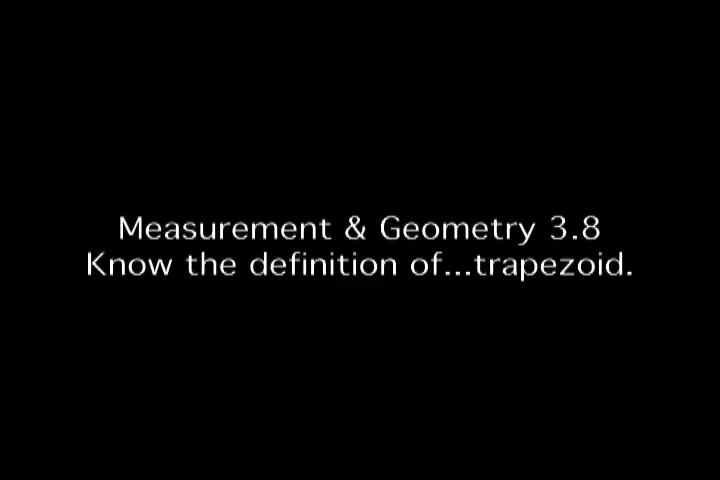 Measurement & Geometry 3.8
Know the definition of...trapezoid.